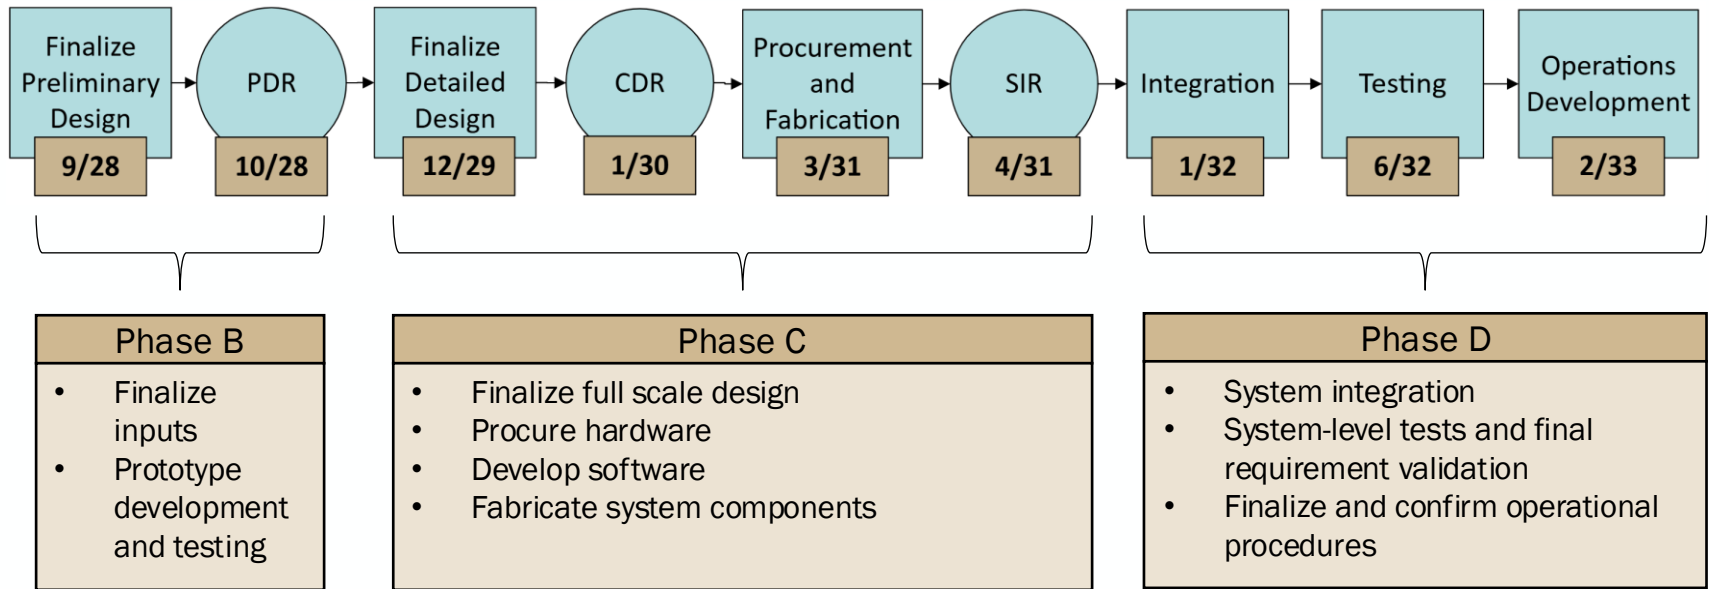 Finalize
Preliminary
Design
9/28
PDR
10/28
Finalize
Detailed
Design
12/29
CDR
1/30
Procurement
and
Fabrication
3/31
SIR
4/31
Integration
1/32
Testing
6/32
Operations
Development
2/33
Phase B
• Finalize
inputs
• Prototype
development
and testing
Phase C
• Finalize full scale design
• Procure hardware
• Develop software
• Fabricate system components
Phase D
• System integration
• System-level tests and final
requirement validation
• Finalize and confirm operational
procedures